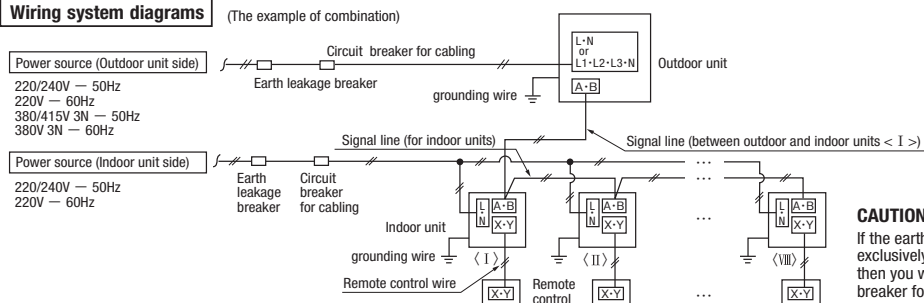 Wiring system diagrams
(The example of combination)
Power source (Outdoor unit side)
220/240V — 50Hz
220V — 60Hz
380/415V 3N — 50Hz
380V 3N — 60Hz
Circuit breaker for cabling
Earth leakage breaker
grounding wire
L·N
or
L1·L2·L3·N
A·B
Outdoor unit
Signal line (for indoor units)
Signal line (between outdoor and indoor units < I >)
Power source (Indoor unit side)
220/240V — 50Hz
220V — 60Hz
Earth
leakage
breaker
Circuit
breaker
for cabling
...
...
Indoor unit
L·N
A·B
X·Y
L·N
A·B
X·Y
...
L·N
A·B
X·Y
grounding wire
〈 I 〉
〈 II 〉
〈VIII〉
Remote control wire
X·Y
Remote
control
X·Y
...
X·Y
CAUTION
If the earth
exclusively
then you w
breaker fo